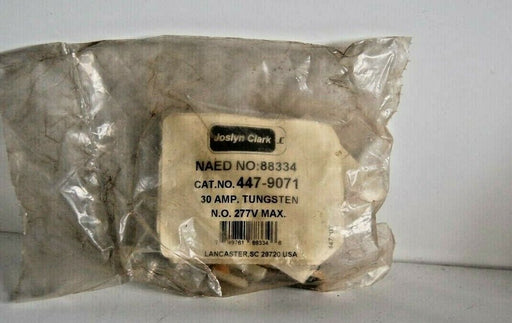 Joslyn Clark
NAED NO:88334
CAT.NO. 447-9071
30 AMP. TUNGSTEN
N.O. 277V MAX.
LANCASTER,SC 29720 USA